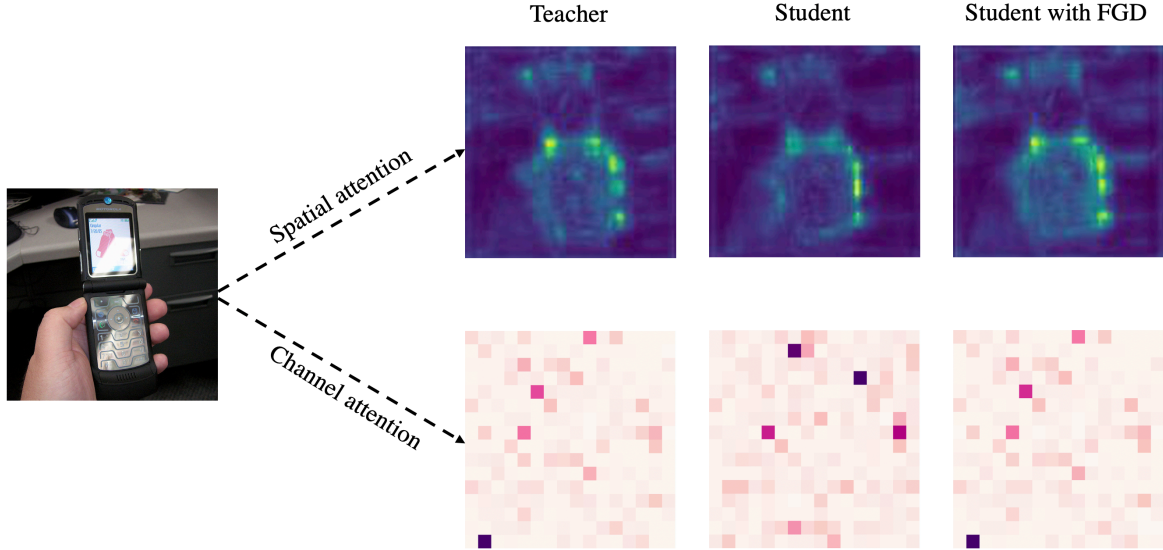 Teacher
Student
Student with FGD
Spatial attention
Channel attention